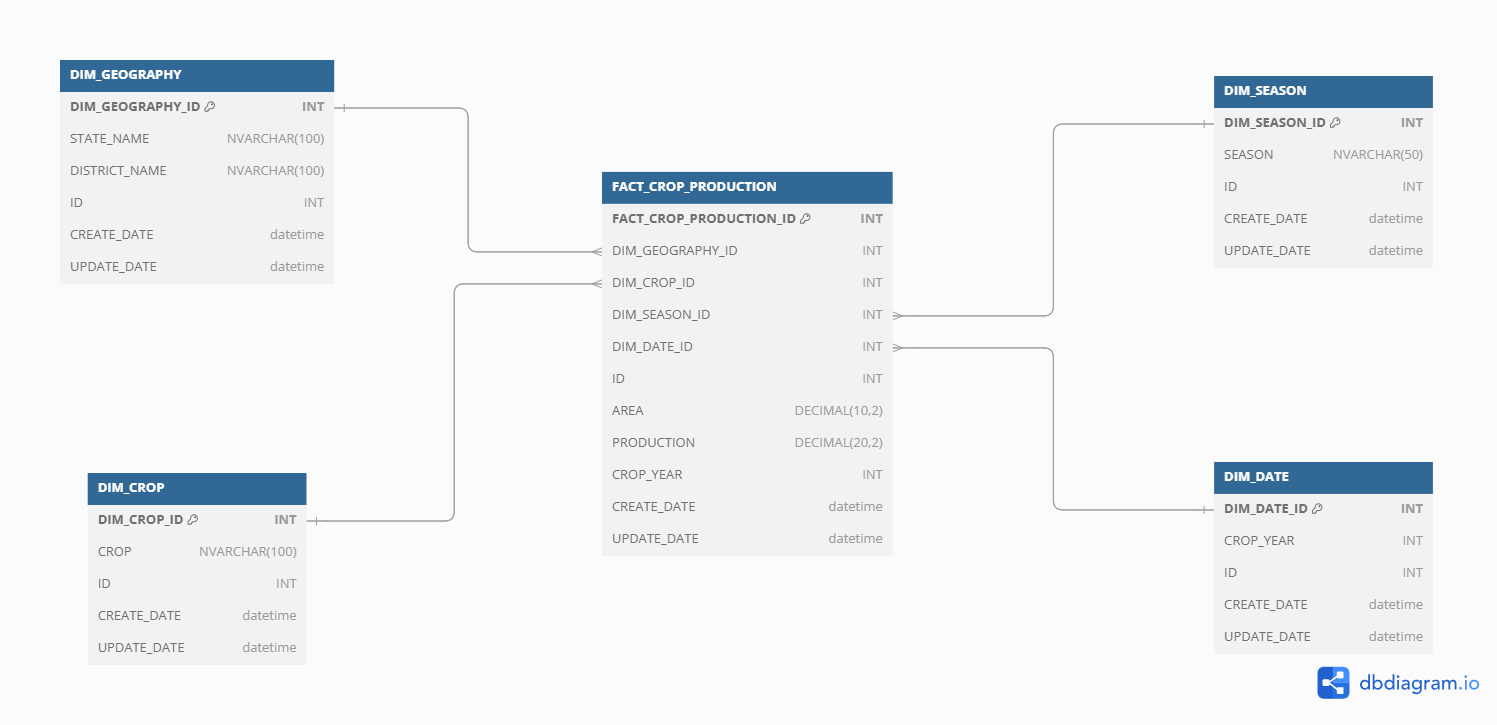 DIM_GEOGRAPHY
DIM_GEOGRAPHY_ID INT
STATE_NAME NVARCHAR(100)
DISTRICT_NAME NVARCHAR(100)
ID INT
CREATE_DATE datetime
UPDATE_DATE datetime
DIM_CROP
DIM_CROP_ID INT
CROP NVARCHAR(100)
ID INT
CREATE_DATE datetime
UPDATE_DATE datetime
FACT_CROP_PRODUCTION
FACT_CROP_PRODUCTION_ID INT
DIM_GEOGRAPHY_ID INT
DIM_CROP_ID INT
DIM_SEASON_ID INT
DIM_DATE_ID INT
ID INT
AREA DECIMAL(10,2)
PRODUCTION DECIMAL(20,2)
CROP_YEAR INT
CREATE_DATE datetime
UPDATE_DATE datetime
DIM_SEASON
DIM_SEASON_ID INT
SEASON NVARCHAR(50)
ID INT
CREATE_DATE datetime
UPDATE_DATE datetime
DIM_DATE
DIM_DATE_ID INT
CROP_YEAR INT
ID INT
CREATE_DATE datetime
UPDATE_DATE datetime
dbdiagram.io